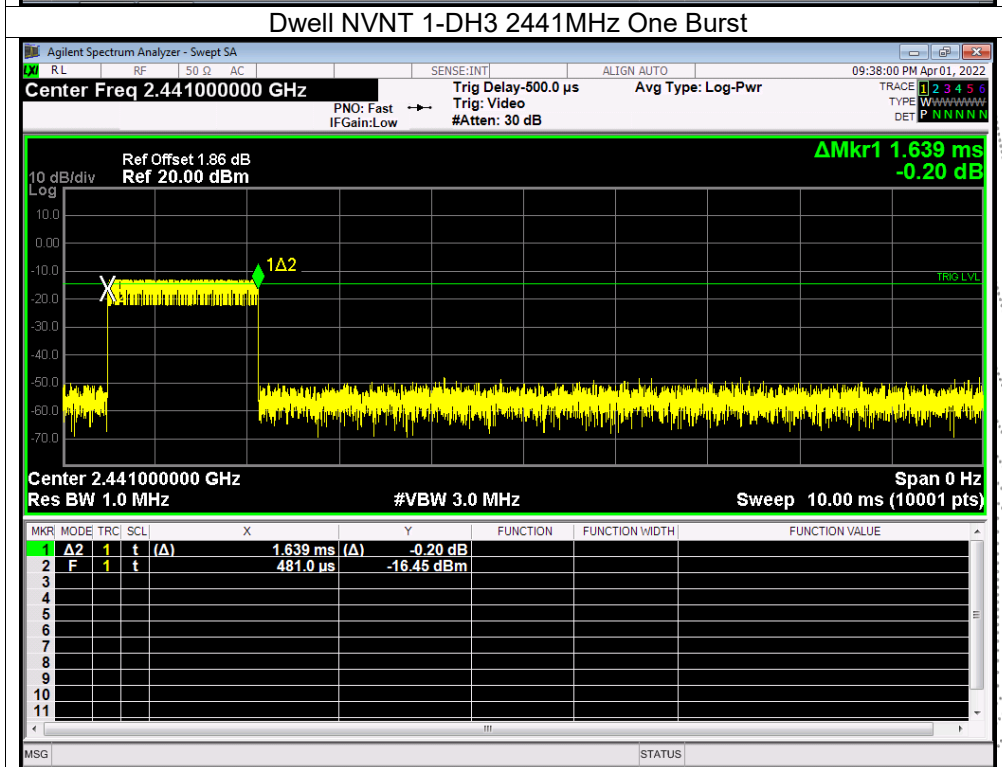 Dwell NVNT 1-DH3 2441MHz One Burst
Agilent Spectrum Analyzer - Swept SA
LXI RL RF 50 Ω AC SENSE:INT ALIGN AUTO 09:38:00 PM Apr 01, 2022
Center Freq 2.441000000 GHz Trig Delay-500.0 µs Avg Type: Log-Pwr TRACE 1 2 3 4 5 6
PNO: Fast Trig: Video TYPE WWWWWW
IFGain:Low #Atten: 30 dB DET P N N N N N
ΔMkr1 1.639 ms
-0.20 dB
Ref Offset 1.86 dB
10 dB/div Ref 20.00 dBm
Log
10.0
0.00
-10.0
1Δ2
TRIG LVL
-20.0
-30.0
-40.0
-50.0
-60.0
-70.0
Center 2.441000000 GHz Span 0 Hz
Res BW 1.0 MHz #VBW 3.0 MHz Sweep 10.00 ms (10001 pts)
MKR MODE TRC SCL X Y FUNCTION FUNCTION WIDTH FUNCTION VALUE
1 Δ2 1 t (Δ) 1.639 ms (Δ) -0.20 dB
2 F 1 t 481.0 µs -16.45 dBm
3
4
5
6
7
8
9
10
11
MSG STATUS